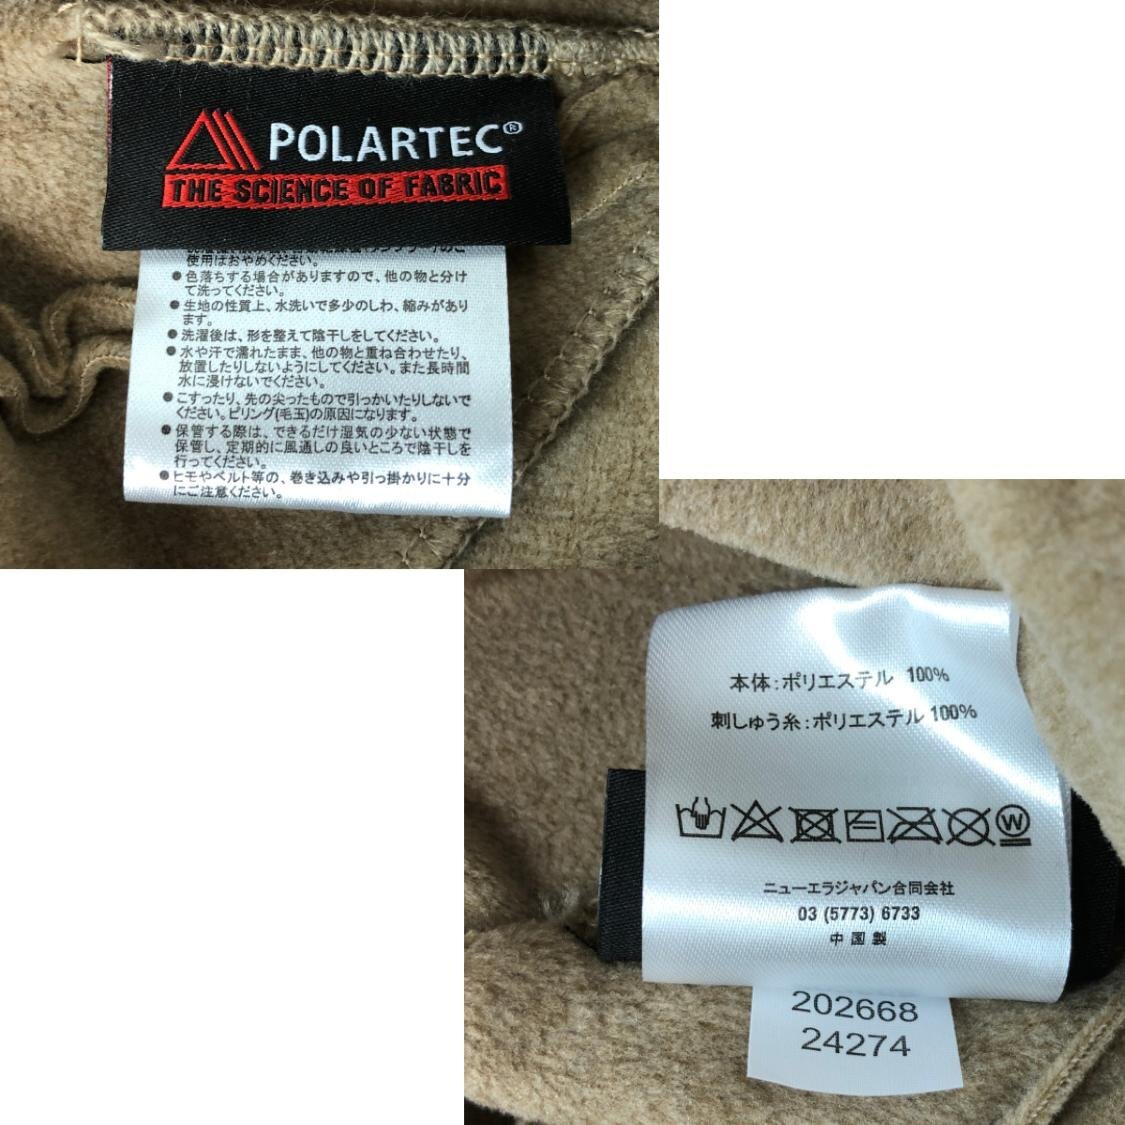 POLARTEC®
THE SCIENCE OF FABRIC
使用はおやめください。
●色落ちする場合がありますので、他の物と分け
て洗ってください。
●生地の性質上、水洗いで多少のしわ、縮みがあり
ます。
●洗濯後は、形を整えて陰干しをしてください。
●水や汗で濡れたまま、他の物と重ね合わせたり、
放置したりしないようにしてください。また長時間
水に浸けないでください。
●こすったり、先の尖ったもので引っかいたりしないで
ください。ピリング(毛玉)の原因になります。
●保管する際は、できるだけ湿気の少ない状態で
保管し、定期的に風通しの良いところで陰干しを
行ってください。
●ヒモやベルト等の、巻き込みや引っ掛かりに十分
にご注意ください。
本体:ポリエステル 100%
刺しゅう糸:ポリエステル 100%
W
ニューエラジャパン合同会社
03 (5773) 6733
中国製
202668
24274